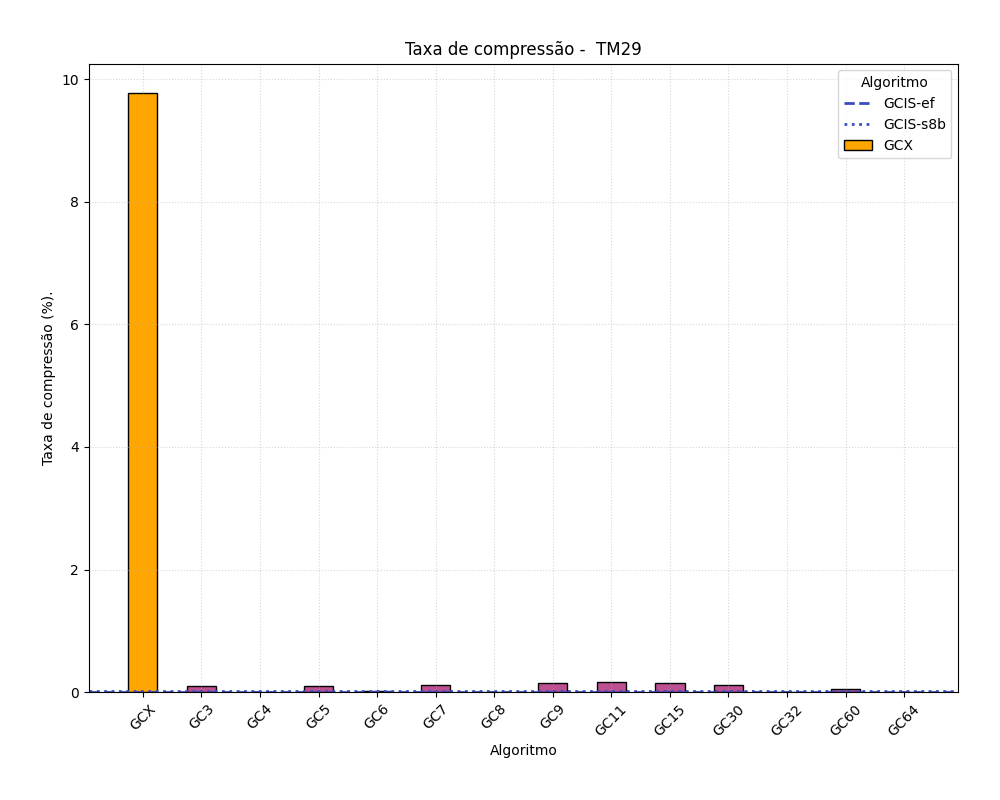 Taxa de compressão - TM29
Algoritmo
GCIS-ef
GCIS-s8b
GCX
Taxa de compressão (%).
10
8
6
4
2
0
GCX
GC3
GC4
GC5
GC6
GC7
GC8
GC9
GC11
GC15
GC30
GC32
GC60
GC64
Algoritmo